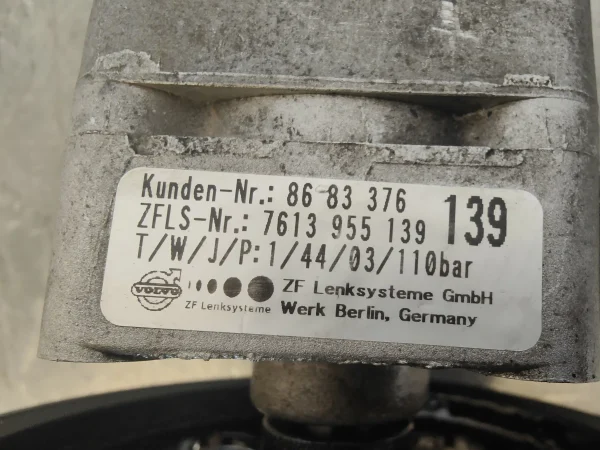 Kunden-Nr.: 86 83 376
ZFLS-Nr.: 7613 955 139
139
T/W/J/P:1/44/03/110bar
VOLVO
ZF Lenksysteme
ZF Lenksysteme GmbH
Werk Berlin, Germany